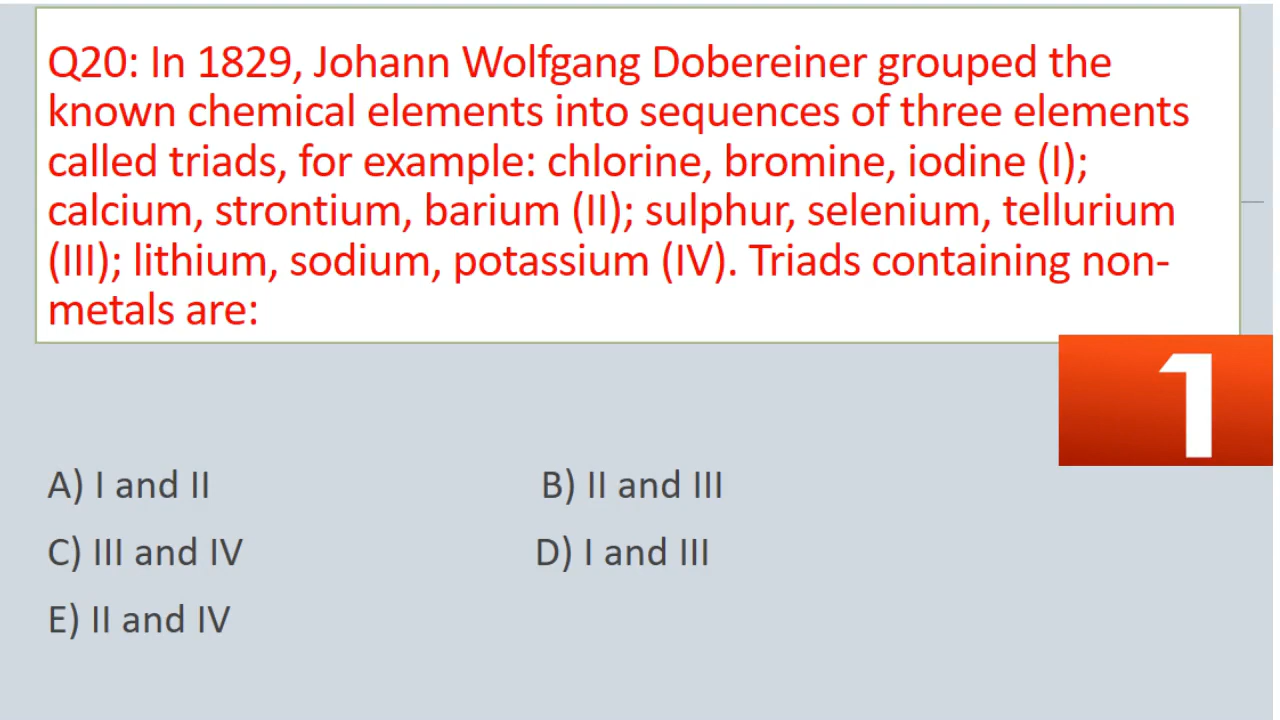 Q20: In 1829, Johann Wolfgang Dobereiner grouped the
known chemical elements into sequences of three elements
called triads, for example: chlorine, bromine, iodine (I);
calcium, strontium, barium (II); sulphur, selenium, tellurium
(III); lithium, sodium, potassium (IV). Triads containing non-
metals are:
1
A) I and II B) II and III
C) III and IV D) I and III
E) II and IV